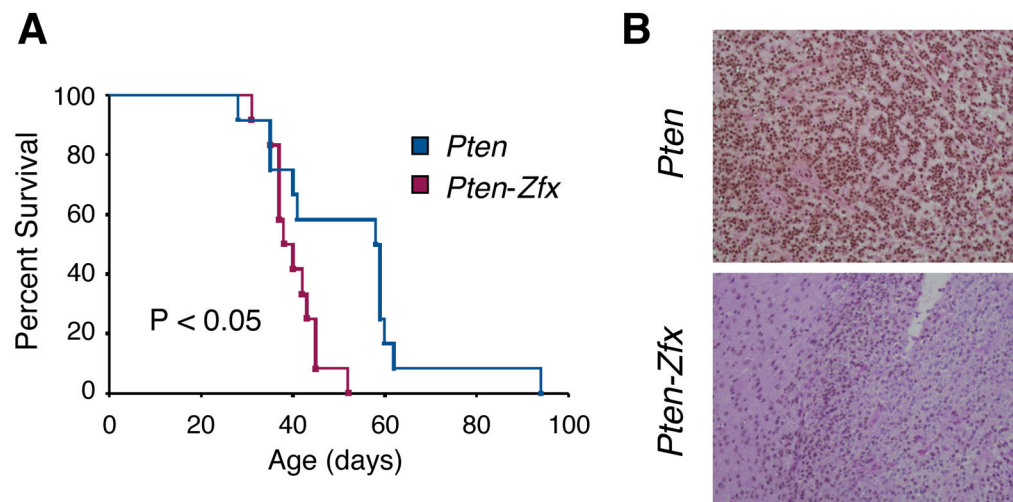 A
100
80
60
40
20
0
Percent Survival
0 20 40 60 80 100
Age (days)
Pten
Pten-Zfx
P < 0.05
B
Pten
Pten-Zfx